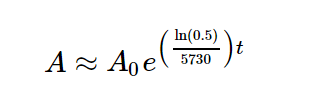 A ≈ A₀e^((ln(0.5)/5730)t)